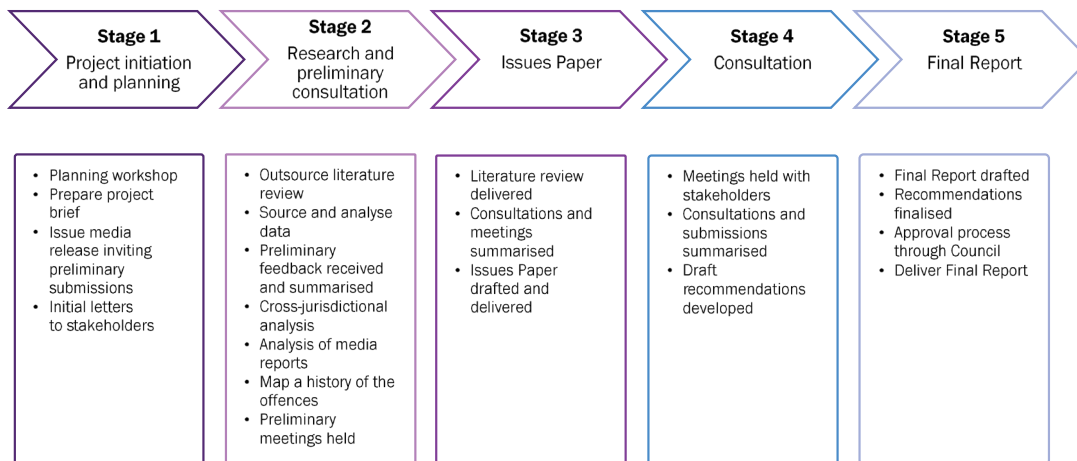 Stage 1
Project initiation
and planning
Stage 2
Research and
preliminary
consultation
Stage 3
Issues Paper
Stage 4
Consultation
Stage 5
Final Report
• Planning workshop
• Prepare project
brief
• Issue media
release inviting
preliminary
submissions
• Initial letters
to stakeholders
• Outsource literature
review
• Source and analyse
data
• Preliminary
feedback received
and summarised
• Cross-jurisdictional
analysis
• Analysis of media
reports
• Map a history of the
offences
• Preliminary
meetings held
• Literature review
delivered
• Consultations and
meetings
summarised
• Issues Paper
drafted and
delivered
• Meetings held with
stakeholders
• Consultations and
submissions
summarised
• Draft
recommendations
developed
• Final Report drafted
• Recommendations
finalised
• Approval process
through Council
• Deliver Final Report